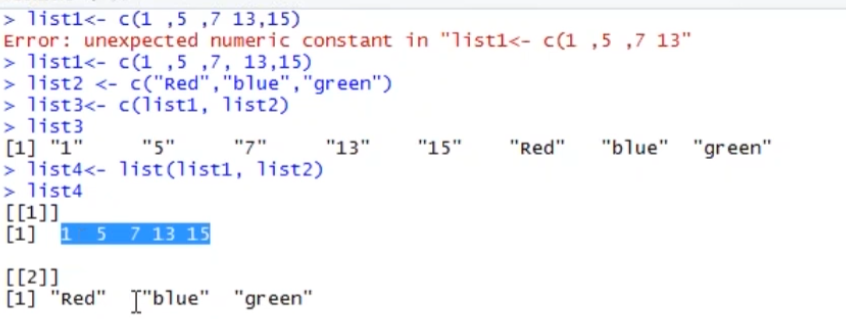 > list1<- c(1 ,5 ,7 13,15)
Error: unexpected numeric constant in "list1<- c(1 ,5 ,7 13"
> list1<- c(1 ,5 ,7, 13,15)
> list2 <- c("Red","blue","green")
> list3<- c(list1, list2)
> list3
[1] "1" "5" "7" "13" "15" "Red" "blue" "green"
> list4<- list(list1, list2)
> list4
[[1]]
[1] 1 5 7 13 15
[[2]]
[1] "Red" "blue" "green"